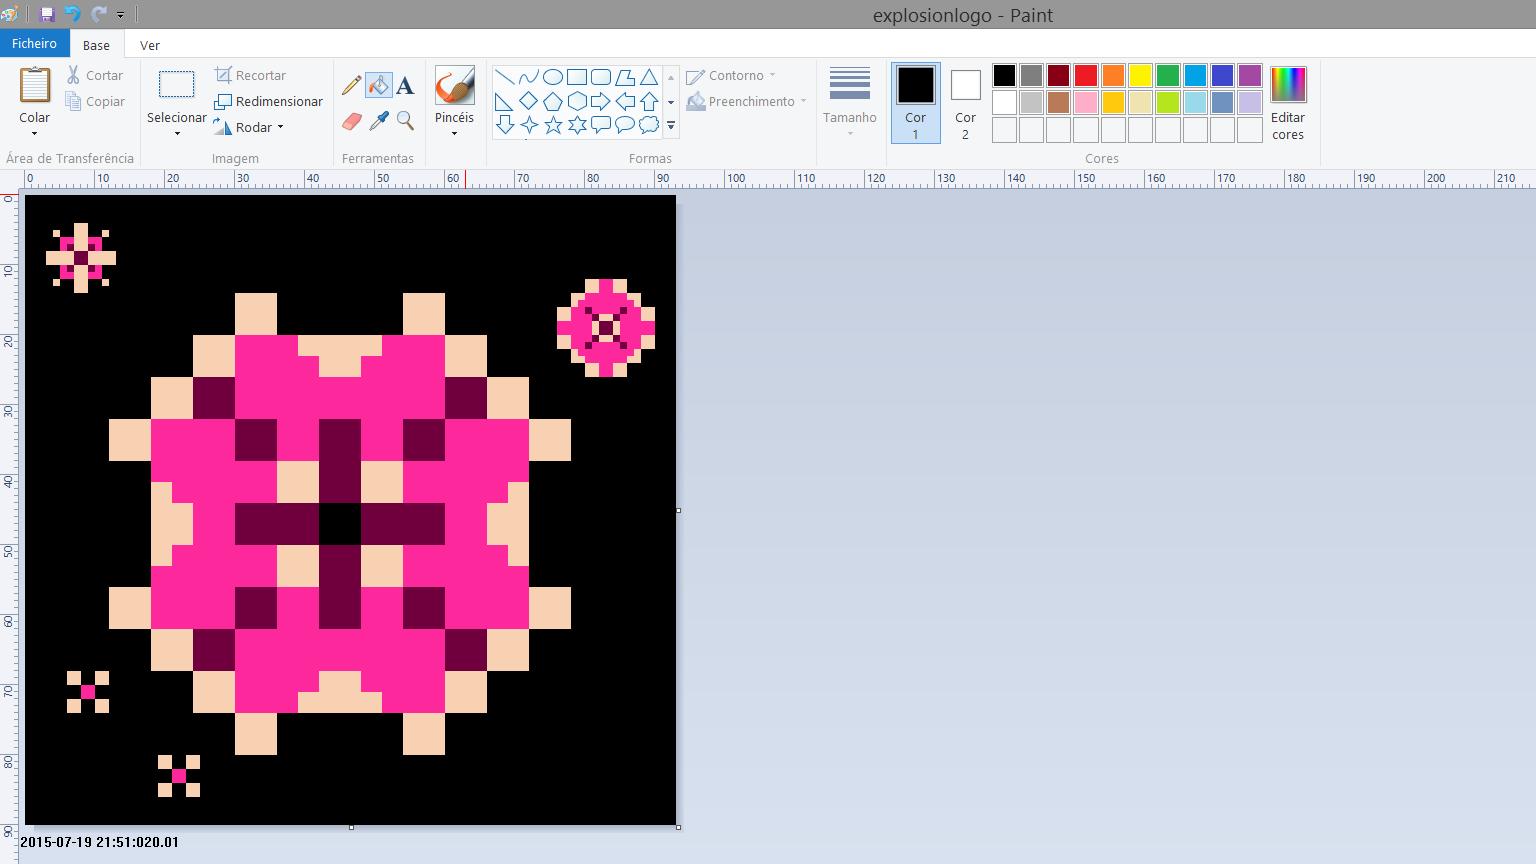 explosionlogo - Paint
Ficheiro Base Ver
Colar
Cortar
Copiar
Área de Transferência
Selecionar
Recortar
Redimensionar
Rodar
Imagem
A
Ferramentas
Pincéis
Contorno
Preenchimento
Formas
Tamanho
Cor 1
Cor 2
Editar cores
Cores
0 10 20 30 40 50 60 70 80 90 100 110 120 130 140 150 160 170 180 190 200 210
0
10
20
30
40
50
60
70
80
90
2015-07-19 21:51:020.01